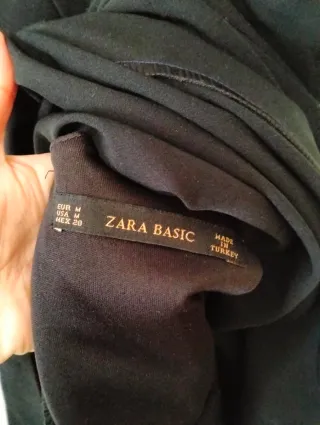 EUR M
USA M
MEX 28
ZARA BASIC
MADE
IN
TURKEY